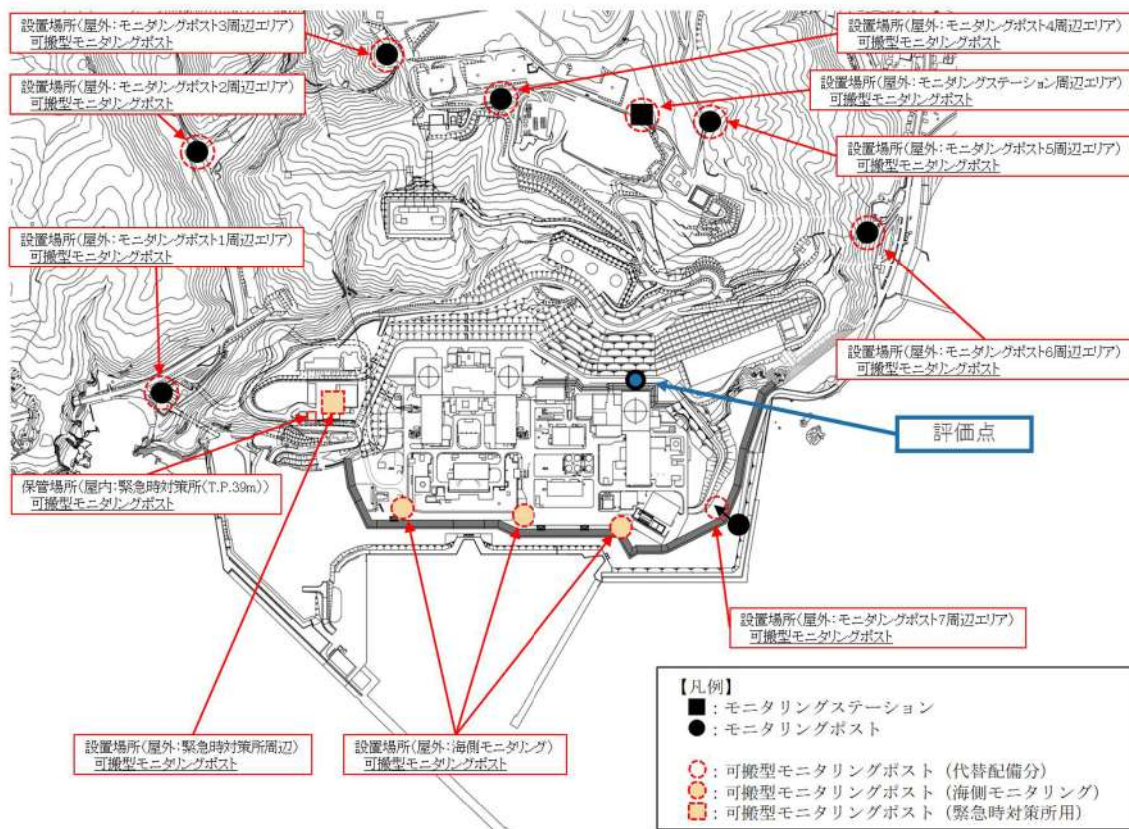 設置場所(屋外:モニタリングポスト3周辺エリア)
可搬型モニタリングポスト
設置場所(屋外:モニタリングポスト2周辺エリア)
可搬型モニタリングポスト
設置場所(屋外:モニタリングポスト1周辺エリア)
可搬型モニタリングポスト
設置場所(屋外:モニタリングポスト4周辺エリア)
可搬型モニタリングポスト
設置場所(屋外:モニタリングステーション周辺エリア)
可搬型モニタリングポスト
設置場所(屋外:モニタリングポスト5周辺エリア)
可搬型モニタリングポスト
設置場所(屋外:モニタリングポスト6周辺エリア)
可搬型モニタリングポスト
評価点
保管場所(屋内:緊急時対策所(T.P.39m))
可搬型モニタリングポスト
設置場所(屋外:モニタリングポスト7周辺エリア)
可搬型モニタリングポスト
設置場所(屋外:緊急時対策所周辺)
可搬型モニタリングポスト
設置場所(屋外:海側モニタリング)
可搬型モニタリングポスト
【凡例】
:モニタリングステーション
:モニタリングポスト
:可搬型モニタリングポスト(代替配備分)
:可搬型モニタリングポスト(海側モニタリング)
:可搬型モニタリングポスト(緊急時対策所用)